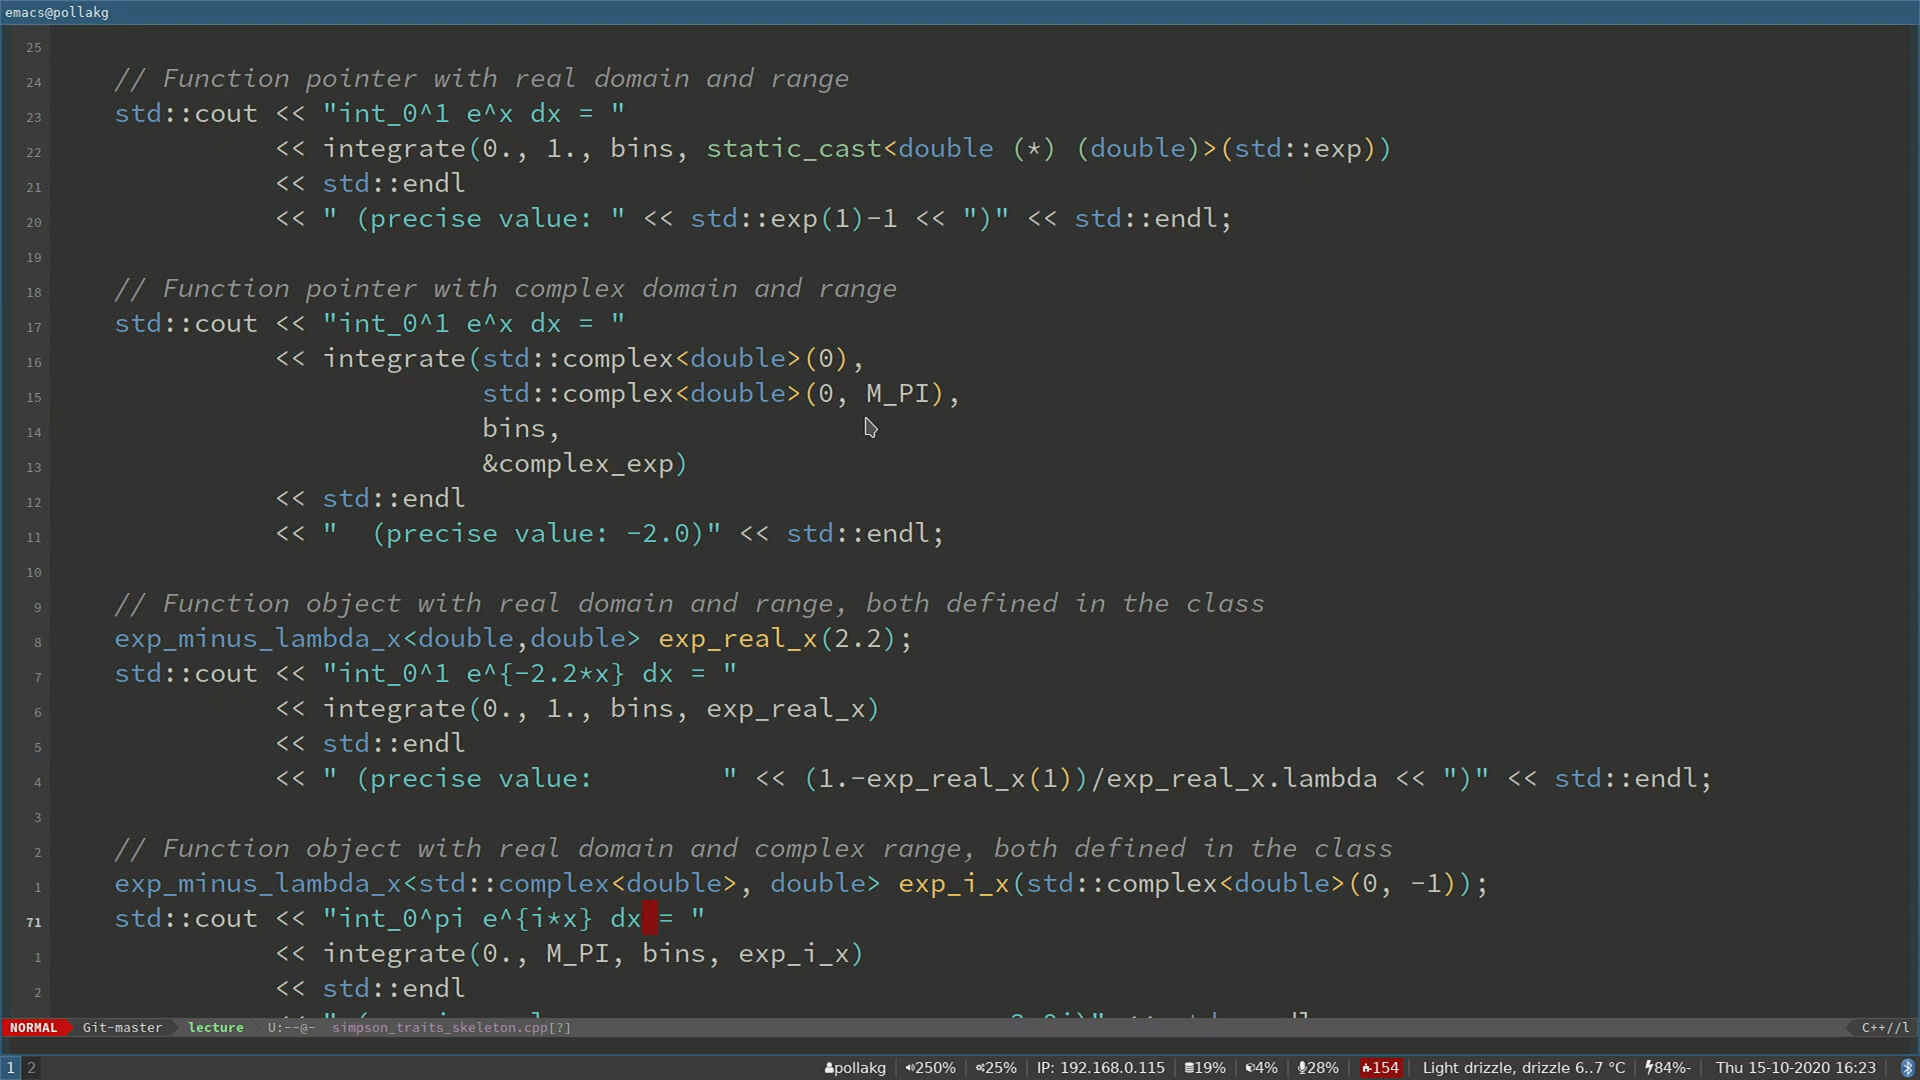 emacs@pollakg
25
24 // Function pointer with real domain and range
23 std::cout << "int_0^1 e^x dx = "
22 << integrate(0., 1., bins, static_cast<double (*) (double)>(std::exp))
21 << std::endl
20 << " (precise value: " << std::exp(1)-1 << ")" << std::endl;
19
18 // Function pointer with complex domain and range
17 std::cout << "int_0^1 e^x dx = "
16 << integrate(std::complex<double>(0),
15 std::complex<double>(0, M_PI),
14 bins,
13 &complex_exp)
12 << std::endl
11 << "  (precise value: -2.0)" << std::endl;
10
9 // Function object with real domain and range, both defined in the class
8 exp_minus_lambda_x<double,double> exp_real_x(2.2);
7 std::cout << "int_0^1 e^{-2.2*x} dx = "
6 << integrate(0., 1., bins, exp_real_x)
5 << std::endl
4 << " (precise value:        " << (1.-exp_real_x(1))/exp_real_x.lambda << ")" << std::endl;
3
2 // Function object with real domain and complex range, both defined in the class
1 exp_minus_lambda_x<std::complex<double>, double> exp_i_x(std::complex<double>(0, -1));
71 std::cout << "int_0^pi e^{i*x} dx = "
1 << integrate(0., M_PI, bins, exp_i_x)
2 << std::endl
NORMAL Git-master lecture U:--@- simpson_traits_skeleton.cpp[?] C++//l
1 2 pollakg 250% 25% IP: 192.168.0.115 19% 4% 28% 154 Light drizzle, drizzle 6..7 °C 84%- Thu 15-10-2020 16:23